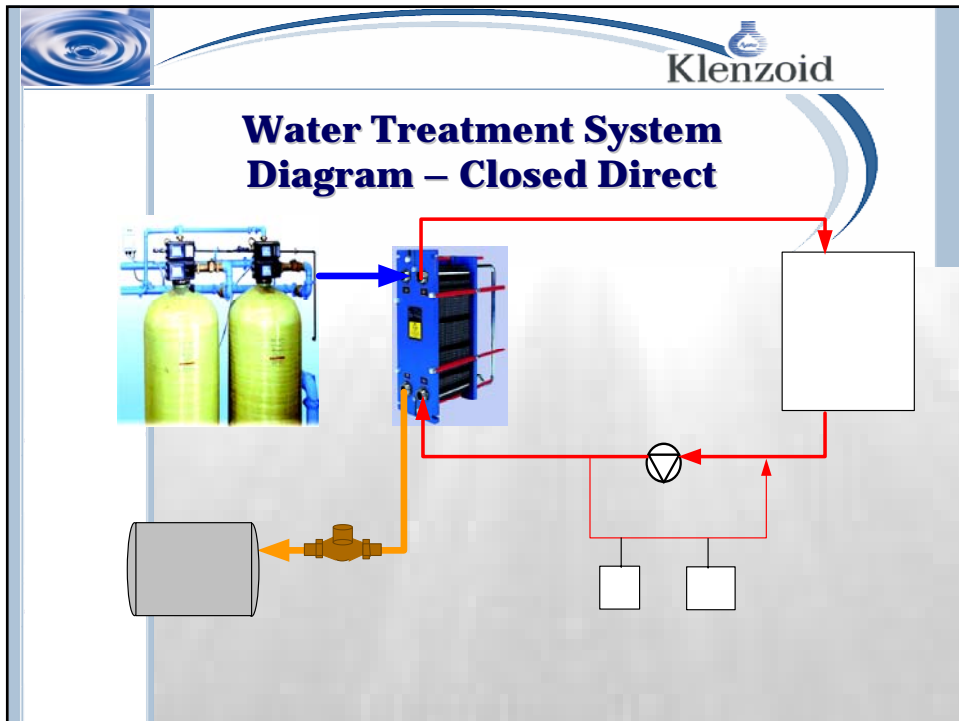 Klenzoid
Water Treatment System
Diagram – Closed Direct